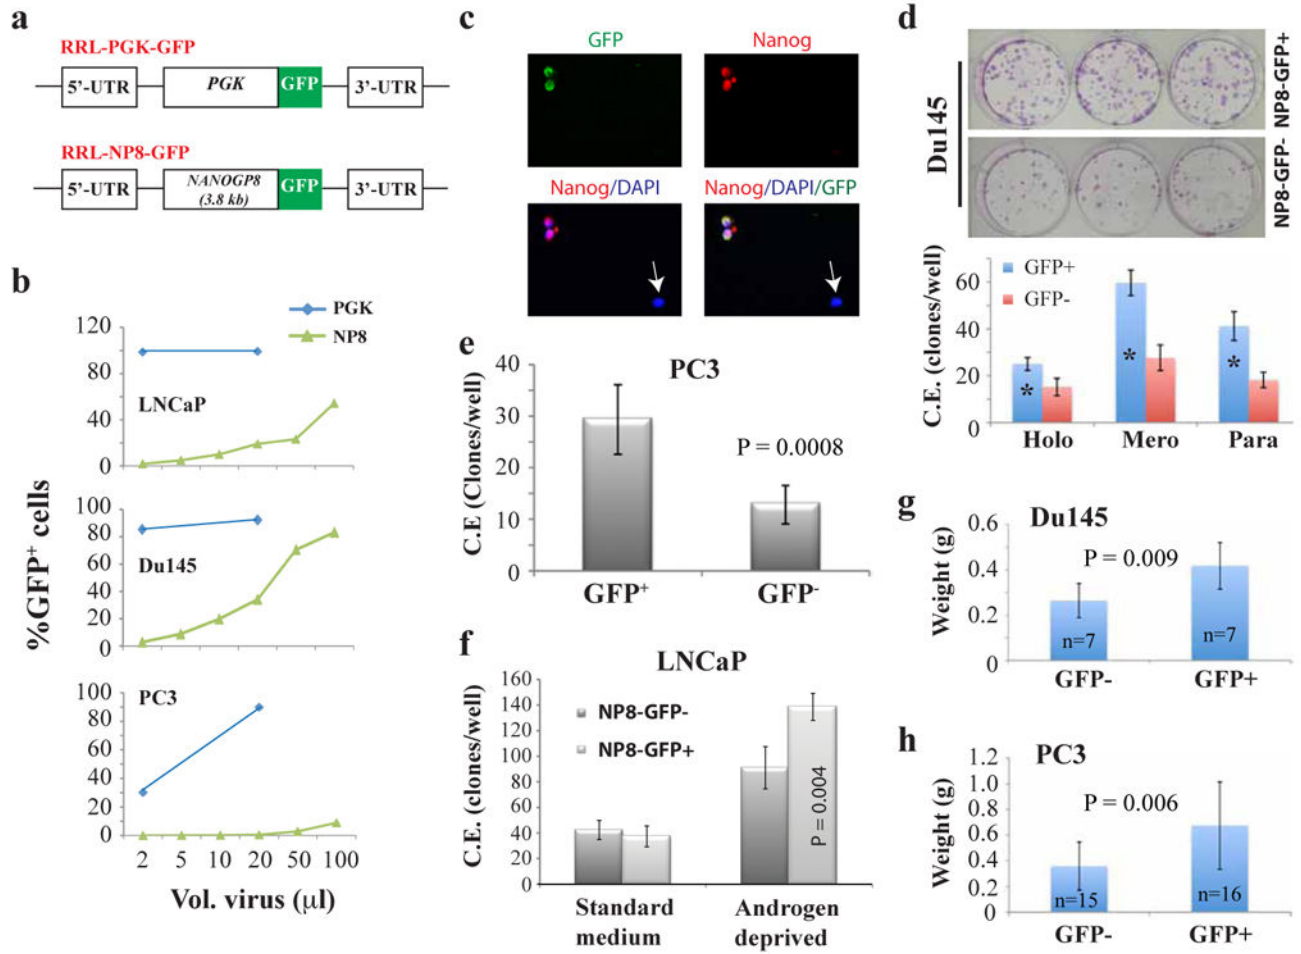 a
RRL-PGK-GFP
5’-UTR
PGK
GFP
3’-UTR
RRL-NP8-GFP
5’-UTR
NANOGP8
(3.8 kb)
GFP
3’-UTR
b
PGK
NP8
%GFP⁺ cells
120
80
40
0
LNCaP
100
80
60
40
20
0
Du145
100
80
60
40
20
0
PC3
2 5 10 20 50 100
Vol. virus (µl)
c
GFP
Nanog
Nanog/DAPI
Nanog/DAPI/GFP
d
Du145
NP8-GFP+
NP8-GFP-
C.E. (clones/well)
60
40
20
0
GFP+
GFP-
*
*
*
Holo Mero Para
e
PC3
C.E (Clones/well)
40
30
20
10
0
P = 0.0008
GFP⁺ GFP⁻
f
LNCaP
C.E. (clones/well)
160
140
120
100
80
60
40
20
0
NP8-GFP-
NP8-GFP+
P = 0.004
Standard
medium
Androgen
deprived
g
Du145
Weight (g)
0.6
0.4
0.2
0
P = 0.009
n=7
n=7
GFP- GFP+
h
PC3
Weight (g)
1.2
1.0
0.8
0.6
0.4
0.2
0
P = 0.006
n=15
n=16
GFP- GFP+